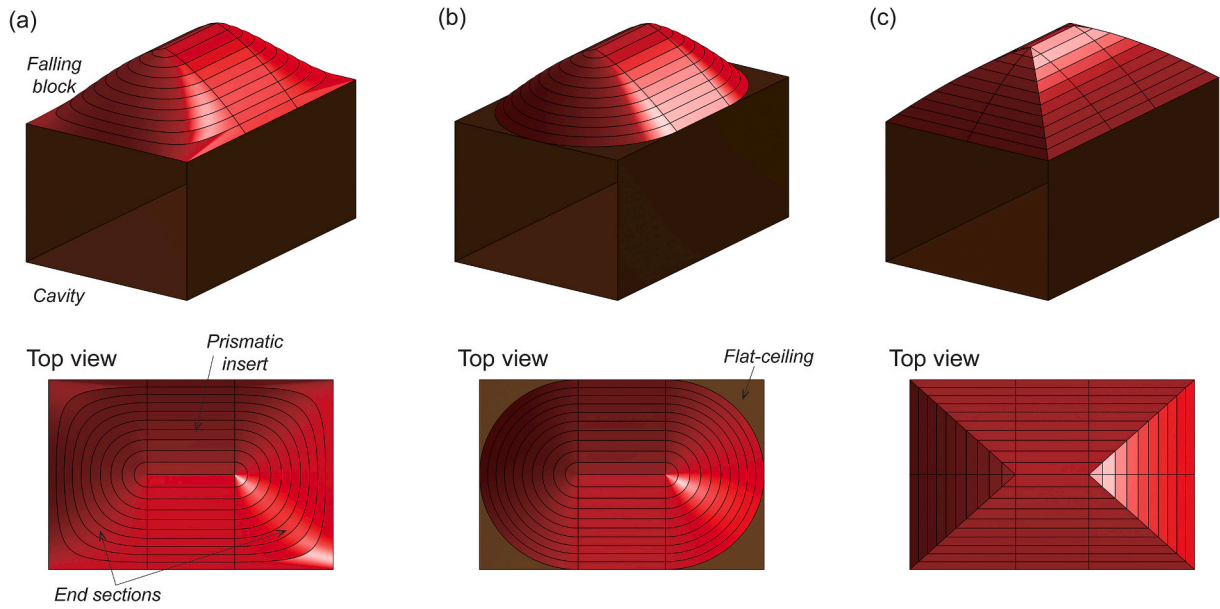 (a)
(b)
(c)
Falling
block
Cavity
Top view
Prismatic
insert
End sections
Top view
Flat-ceiling
Top view